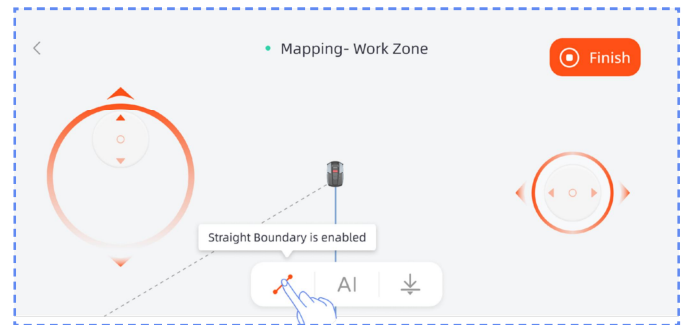 Mapping- Work Zone
Finish
Straight Boundary is enabled
AI